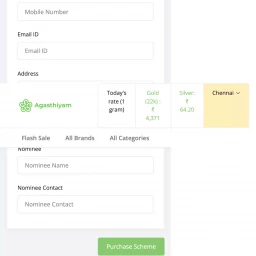 Mobile Number
Email ID
Email ID
Address
Agasthiyam
Today's
rate (1
gram)
Gold
(22k) :
₹
4,371
Silver:
₹
64.20
Chennai
Flash Sale
All Brands
All Categories
Nominee
Nominee Name
Nominee Contact
Nominee Contact
Purchase Scheme